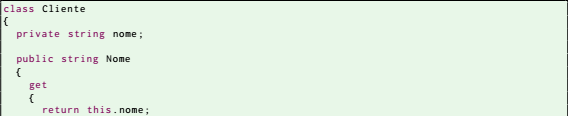 class Cliente
{
  private string nome;

  public string Nome
  {
    get
    {
      return this.nome;